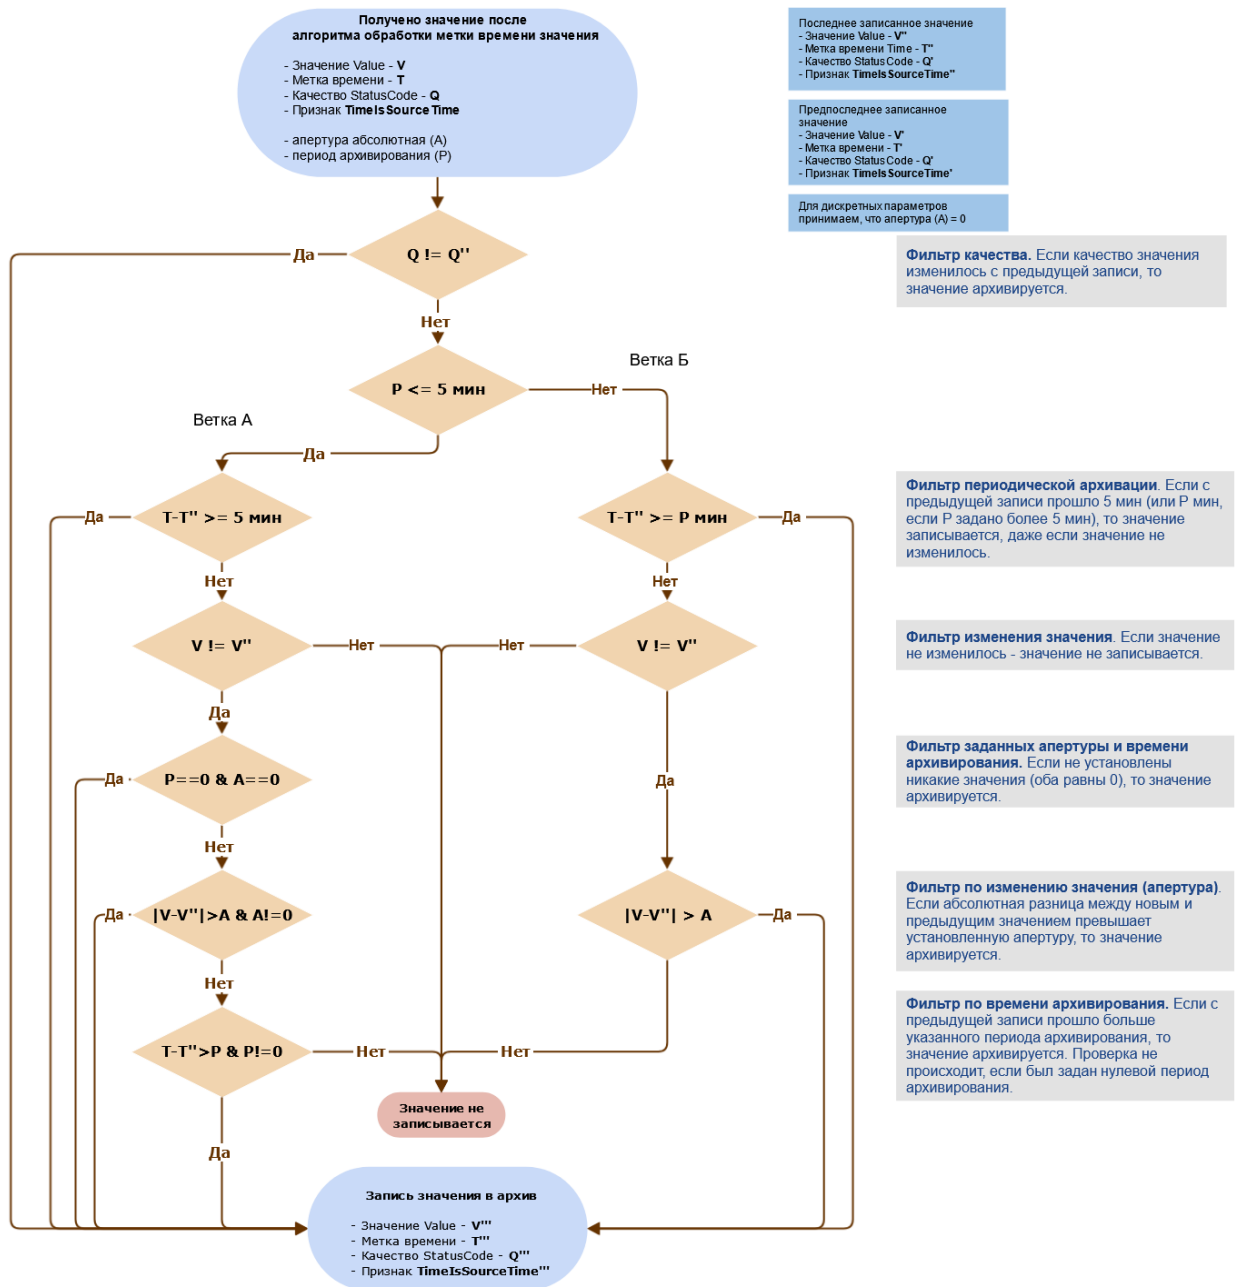 Получено значение после
алгоритма обработки метки времени значения
- Значение Value - V
- Метка времени - T
- Качество StatusCode - Q
- Признак TimeIsSourceTime
- апертура абсолютная (A)
- период архивирования (P)
Последнее записанное значение
- Значение Value - V''
- Метка времени Time - T''
- Качество StatusCode - Q'
- Признак TimeIsSourceTime''
Предпоследнее записанное
значение
- Значение Value - V'
- Метка времени - T'
- Качество StatusCode - Q'
- Признак TimeIsSourceTime'
Для дискретных параметров
принимаем, что апертура (A) = 0
Q != Q''
Да
Нет
Фильтр качества. Если качество значения
изменилось с предыдущей записи, то
значение архивируется.
P <= 5 мин
Ветка Б
Нет
Ветка А
Да
T-T'' >= 5 мин
Да
Нет
T-T'' >= P мин
Да
Нет
Фильтр периодической архивации. Если с
предыдущей записи прошло 5 мин (или P мин,
если P задано более 5 мин), то значение
записывается, даже если значение не
изменилось.
V != V''
Нет
Да
Нет
V != V''
Да
Фильтр изменения значения. Если значение
не изменилось - значение не записывается.
P==0 & A==0
Да
Нет
Фильтр заданных апертуры и времени
архивирования. Если не установлены
никакие значения (оба равны 0), то значение
архивируется.
|V-V''|>A & A!=0
Да
Нет
|V-V''| > A
Да
Фильтр по изменению значения (апертура).
Если абсолютная разница между новым и
предыдущим значением превышает
установленную апертуру, то значение
архивируется.
T-T''>P & P!=0
Нет
Нет
Да
Фильтр по времени архивирования. Если с
предыдущей записи прошло больше
указанного периода архивирования, то
значение архивируется. Проверка не
происходит, если был задан нулевой период
архивирования.
Значение не
записывается
Запись значения в архив
- Значение Value - V'''
- Метка времени - T'''
- Качество StatusCode - Q'''
- Признак TimeIsSourceTime'''